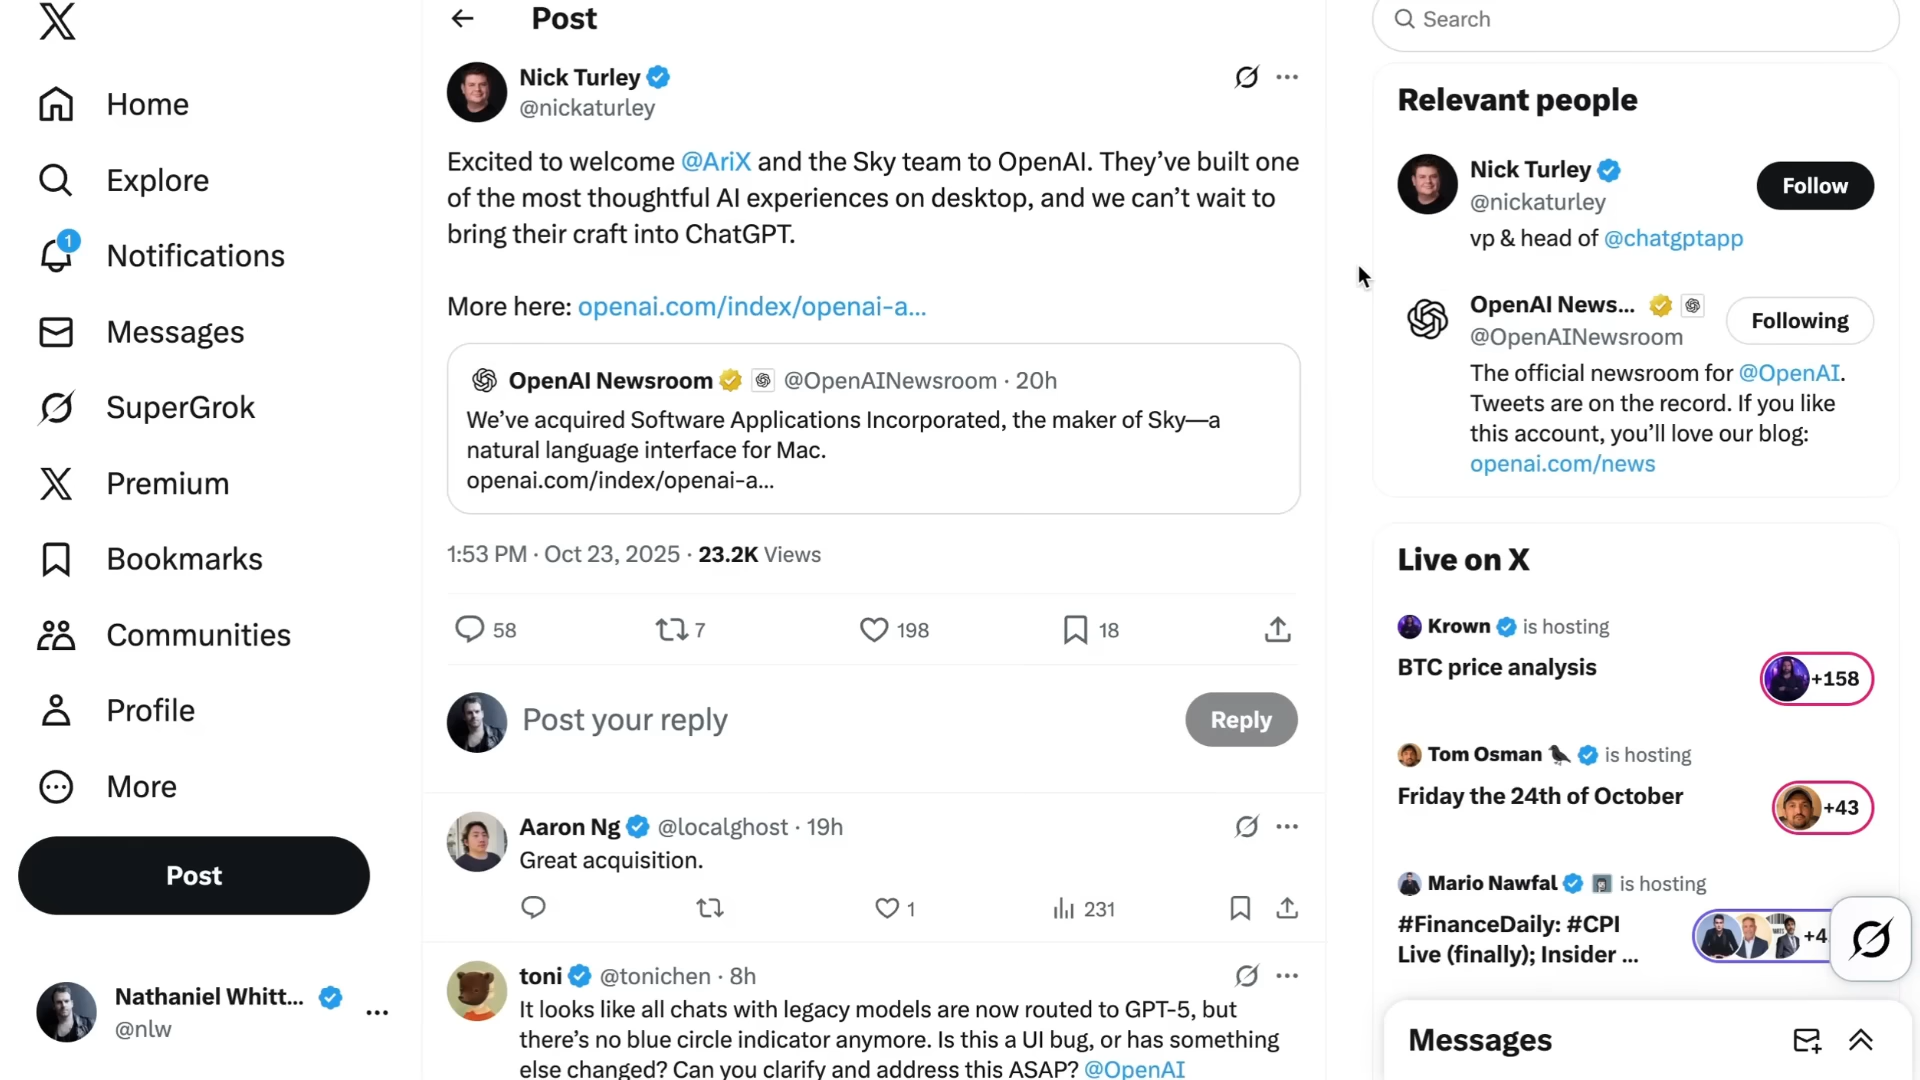 Home
Explore
1
Notifications
Messages
SuperGrok
Premium
Bookmarks
Communities
Profile
More
Post
Nathaniel Whitt...
@nlw
Post
Nick Turley
@nickaturley
Excited to welcome @AriX and the Sky team to OpenAI. They’ve built one
of the most thoughtful AI experiences on desktop, and we can’t wait to
bring their craft into ChatGPT.
More here: openai.com/index/openai-a...
OpenAI Newsroom @OpenAINewsroom · 20h
We’ve acquired Software Applications Incorporated, the maker of Sky—a
natural language interface for Mac.
openai.com/index/openai-a...
1:53 PM · Oct 23, 2025 · 23.2K Views
58 7 198 18
Post your reply
Reply
Aaron Ng @localghost · 19h
Great acquisition.
1 231
toni @tonichen · 8h
It looks like all chats with legacy models are now routed to GPT-5, but
there’s no blue circle indicator anymore. Is this a UI bug, or has something
else changed? Can you clarify and address this ASAP? @OpenAI
Search
Relevant people
Nick Turley
@nickaturley
Follow
vp & head of @chatgptapp
OpenAI News...
@OpenAINewsroom
Following
The official newsroom for @OpenAI.
Tweets are on the record. If you like
this account, you’ll love our blog:
openai.com/news
Live on X
Krown is hosting
BTC price analysis
+158
Tom Osman is hosting
Friday the 24th of October
+43
Mario Nawfal is hosting
#FinanceDaily: #CPI
Live (finally); Insider ...
+4
Messages